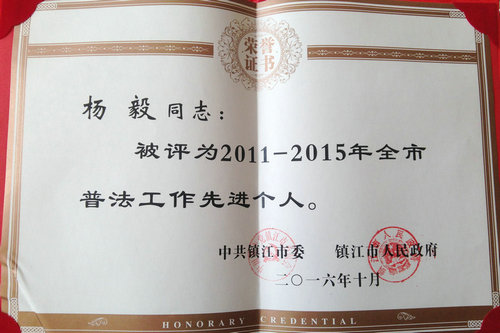 荣誉
证书
杨毅同志：
被评为2011-2015年全市
普法工作先进个人。
中共镇江市委 镇江市人民政府
二〇一六年十月
HONORARY CREDENTIAL